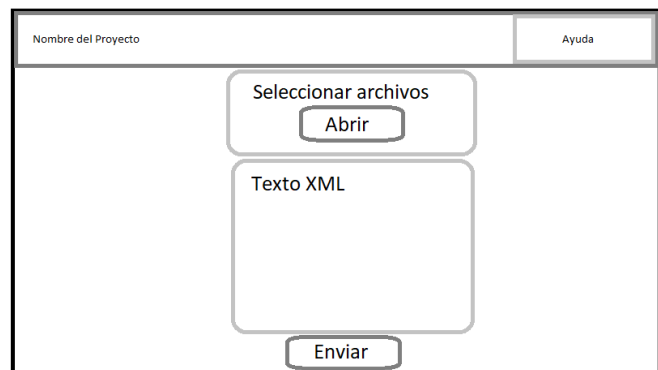 Nombre del Proyecto
Ayuda
Seleccionar archivos
Abrir
Texto XML
Enviar